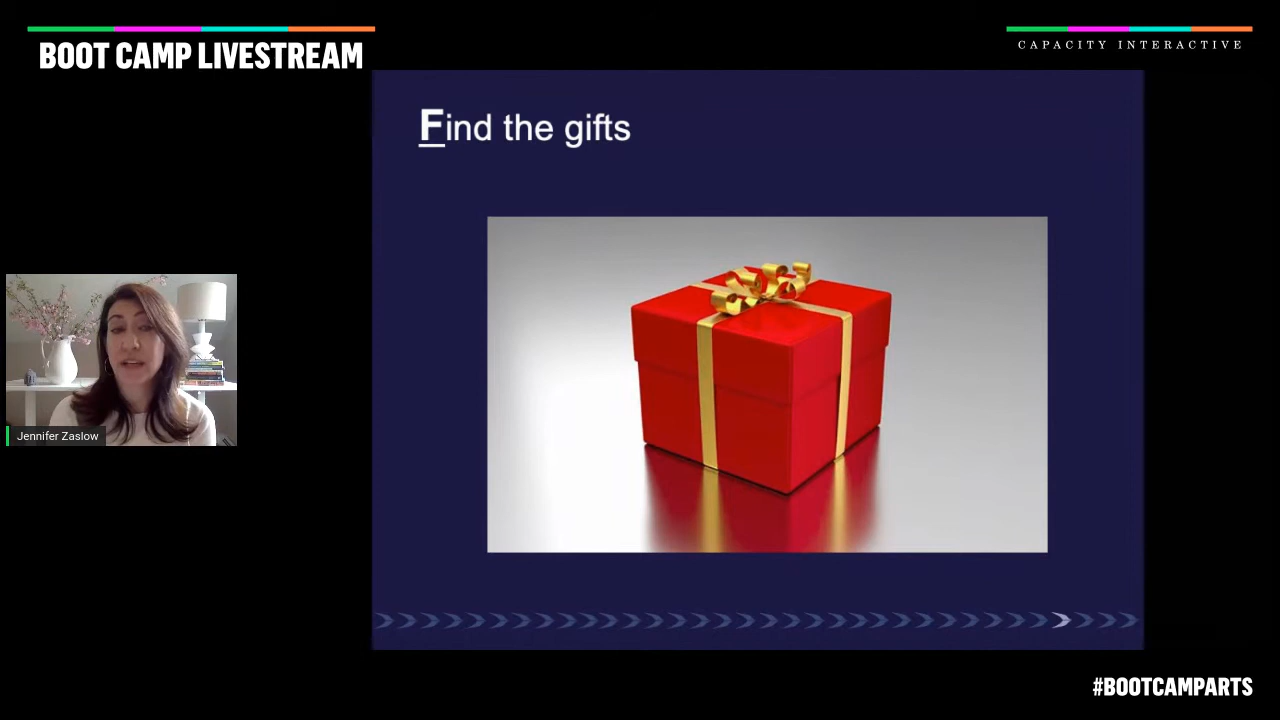 BOOT CAMP LIVESTREAM
CAPACITY INTERACTIVE
Find the gifts
Jennifer Zaslow
#BOOTCAMPARTS